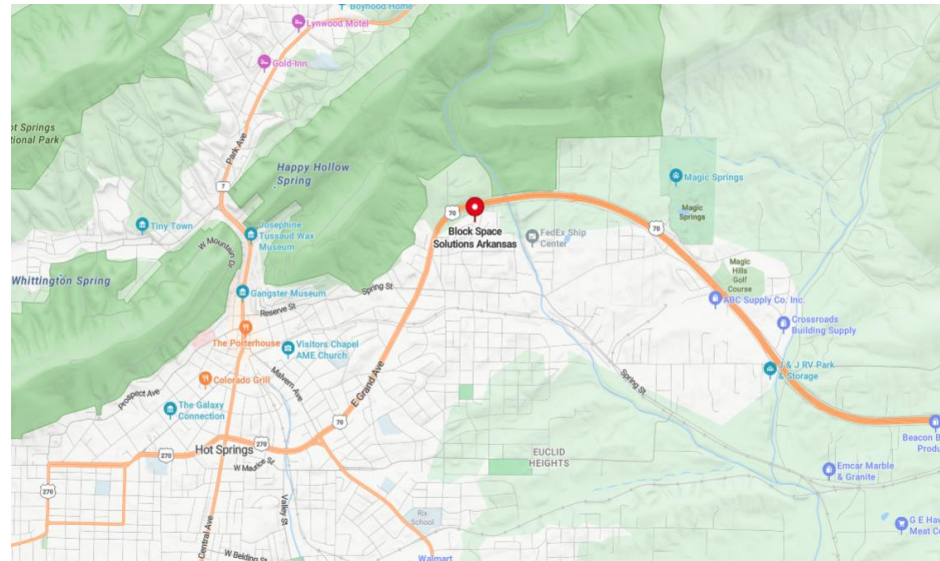 Boyhood Home
Lynwood Motel
Gold-Inn
ot Springs
tional Park
Park Ave
Happy Hollow
Spring
7
Magic Springs
Magic
Springs
70
Block Space
Solutions Arkansas
FedEx Ship
Center
70
Tiny Town
Josephine
Tussaud Wax
Museum
W Mountain Dr
Whittington Spring
Gangster Museum
Spring St
Reserve St
Magic
Hills
Golf
Course
ABC Supply Co. Inc.
Crossroads
Building Supply
The Porterhouse
Visitors Chapel
AME Church
Colorado Grill
Malvern Ave
E Grand Ave
Spring St
J & J RV Park
& Storage
Prospect Ave
The Galaxy
Connection
70
Beacon B
Produ
Hot Springs
270
270
W Maurice St
EUCLID
HEIGHTS
Emcar Marble
& Granite
270
Valley St
Rix
School
G E Haw
Meat Co
Central Ave
W Belding St
Walmart